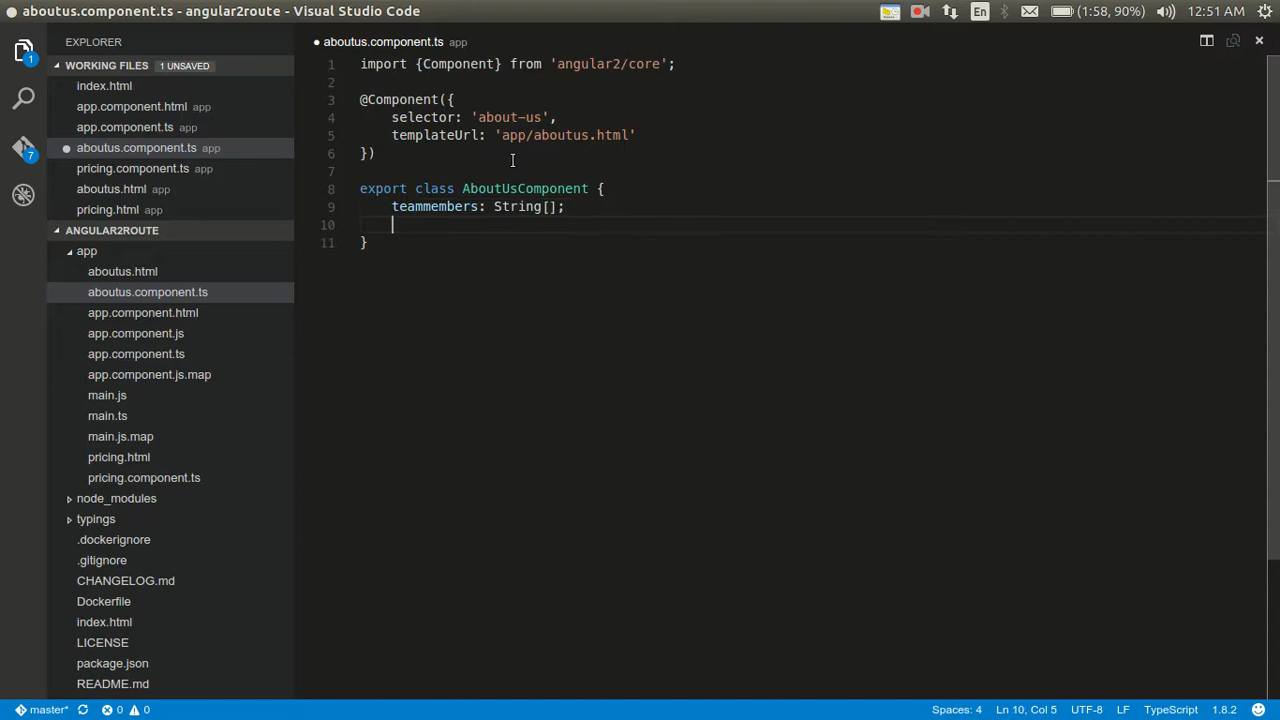 aboutus.component.ts - angular2route - Visual Studio Code
En
(1:58, 90%)
12:51 AM
EXPLORER
WORKING FILES 1 UNSAVED
index.html
app.component.html app
app.component.ts app
aboutus.component.ts app
pricing.component.ts app
aboutus.html app
pricing.html app
ANGULAR2ROUTE
app
aboutus.html
aboutus.component.ts
app.component.html
app.component.js
app.component.ts
app.component.js.map
main.js
main.ts
main.js.map
pricing.html
pricing.component.ts
node_modules
typings
.dockerignore
.gitignore
CHANGELOG.md
Dockerfile
index.html
LICENSE
package.json
README.md
1
7
aboutus.component.ts app
1 import {Component} from 'angular2/core';
2
3 @Component({
4 selector: 'about-us',
5 templateUrl: 'app/aboutus.html'
6 })
7
8 export class AboutUsComponent {
9 teammembers: String[];
10
11 }
master* 0 0
Spaces: 4 Ln 10, Col 5 UTF-8 LF TypeScript 1.8.2